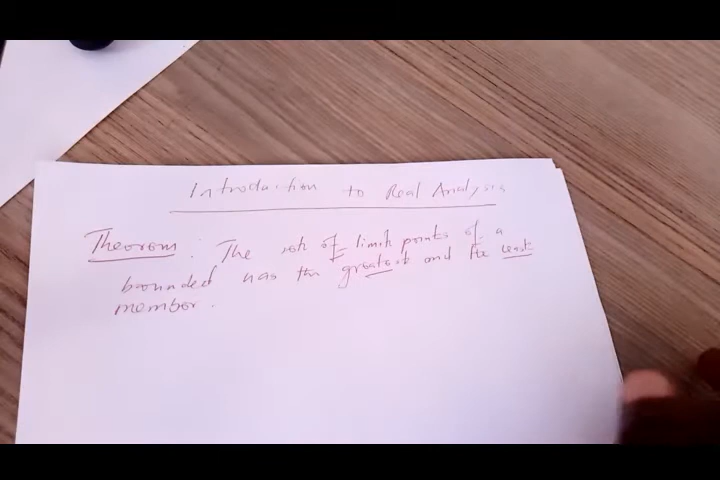 Introduction to Real Analysis
Theorem : The set of limit points of a
bounded has the greatest and the least
member.